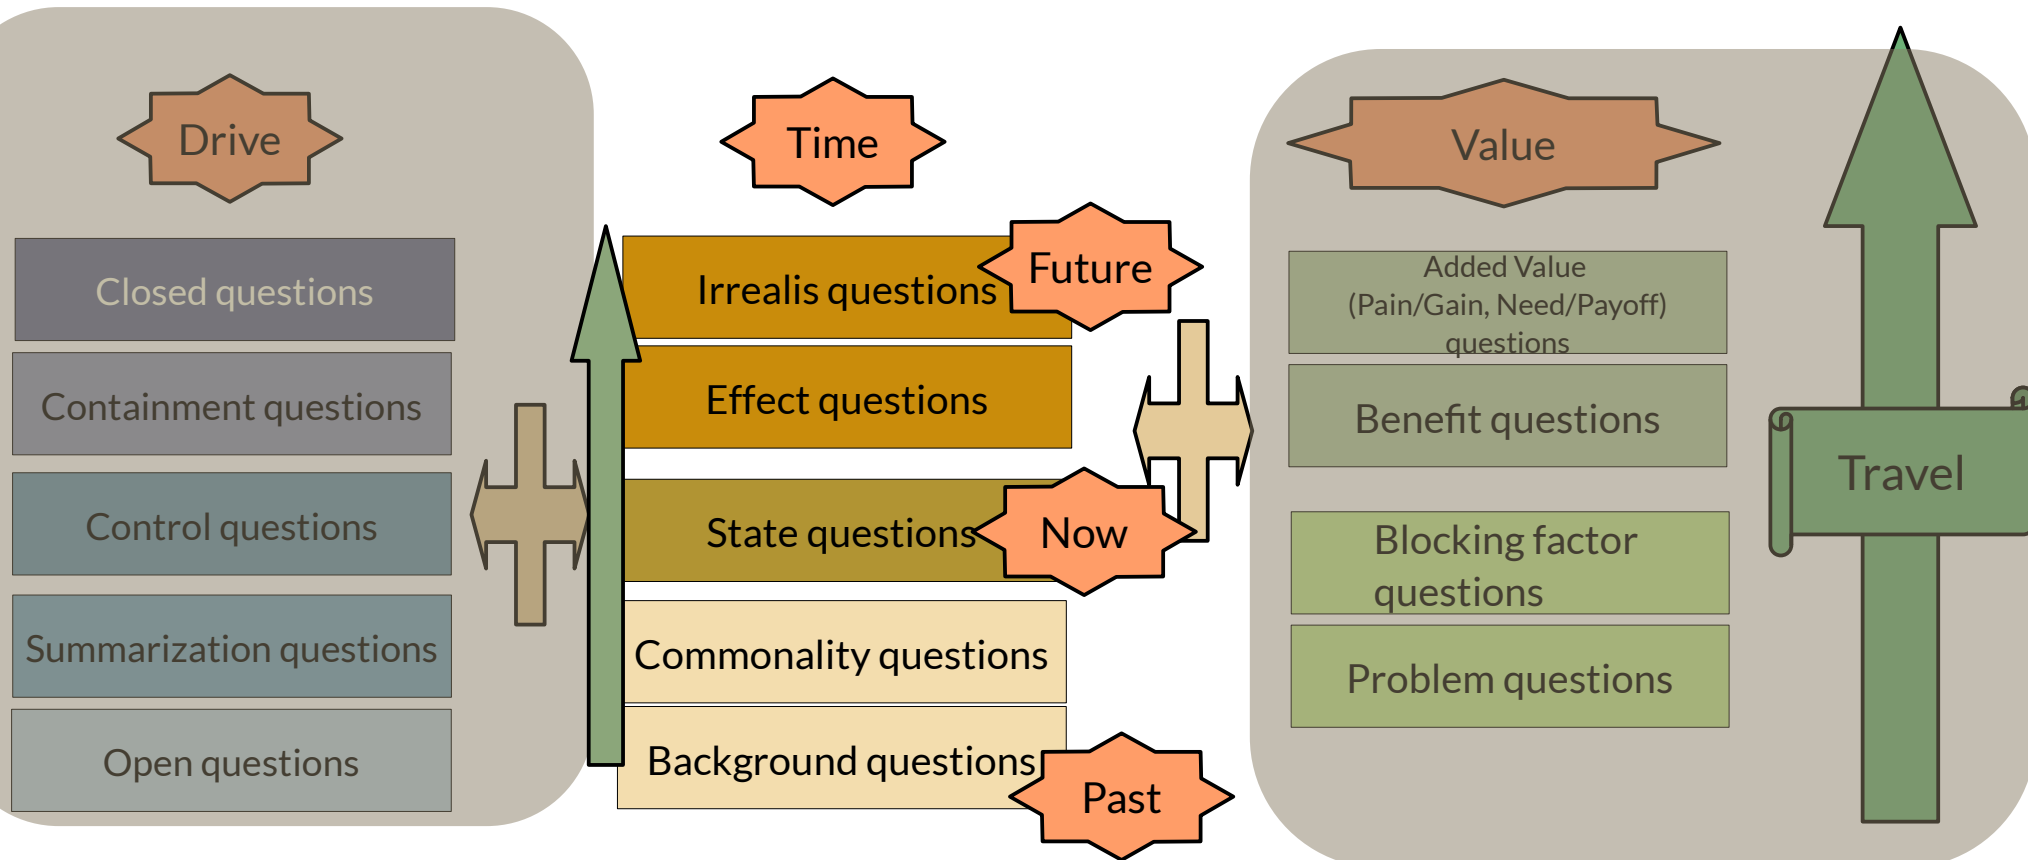 Drive
Closed questions
Containment questions
Control questions
Summarization questions
Open questions
Time
Future
Irrealis questions
Effect questions
State questions
Now
Commonality questions
Background questions
Past
Value
Added Value
(Pain/Gain, Need/Payoff)
questions
Benefit questions
Blocking factor
questions
Problem questions
Travel